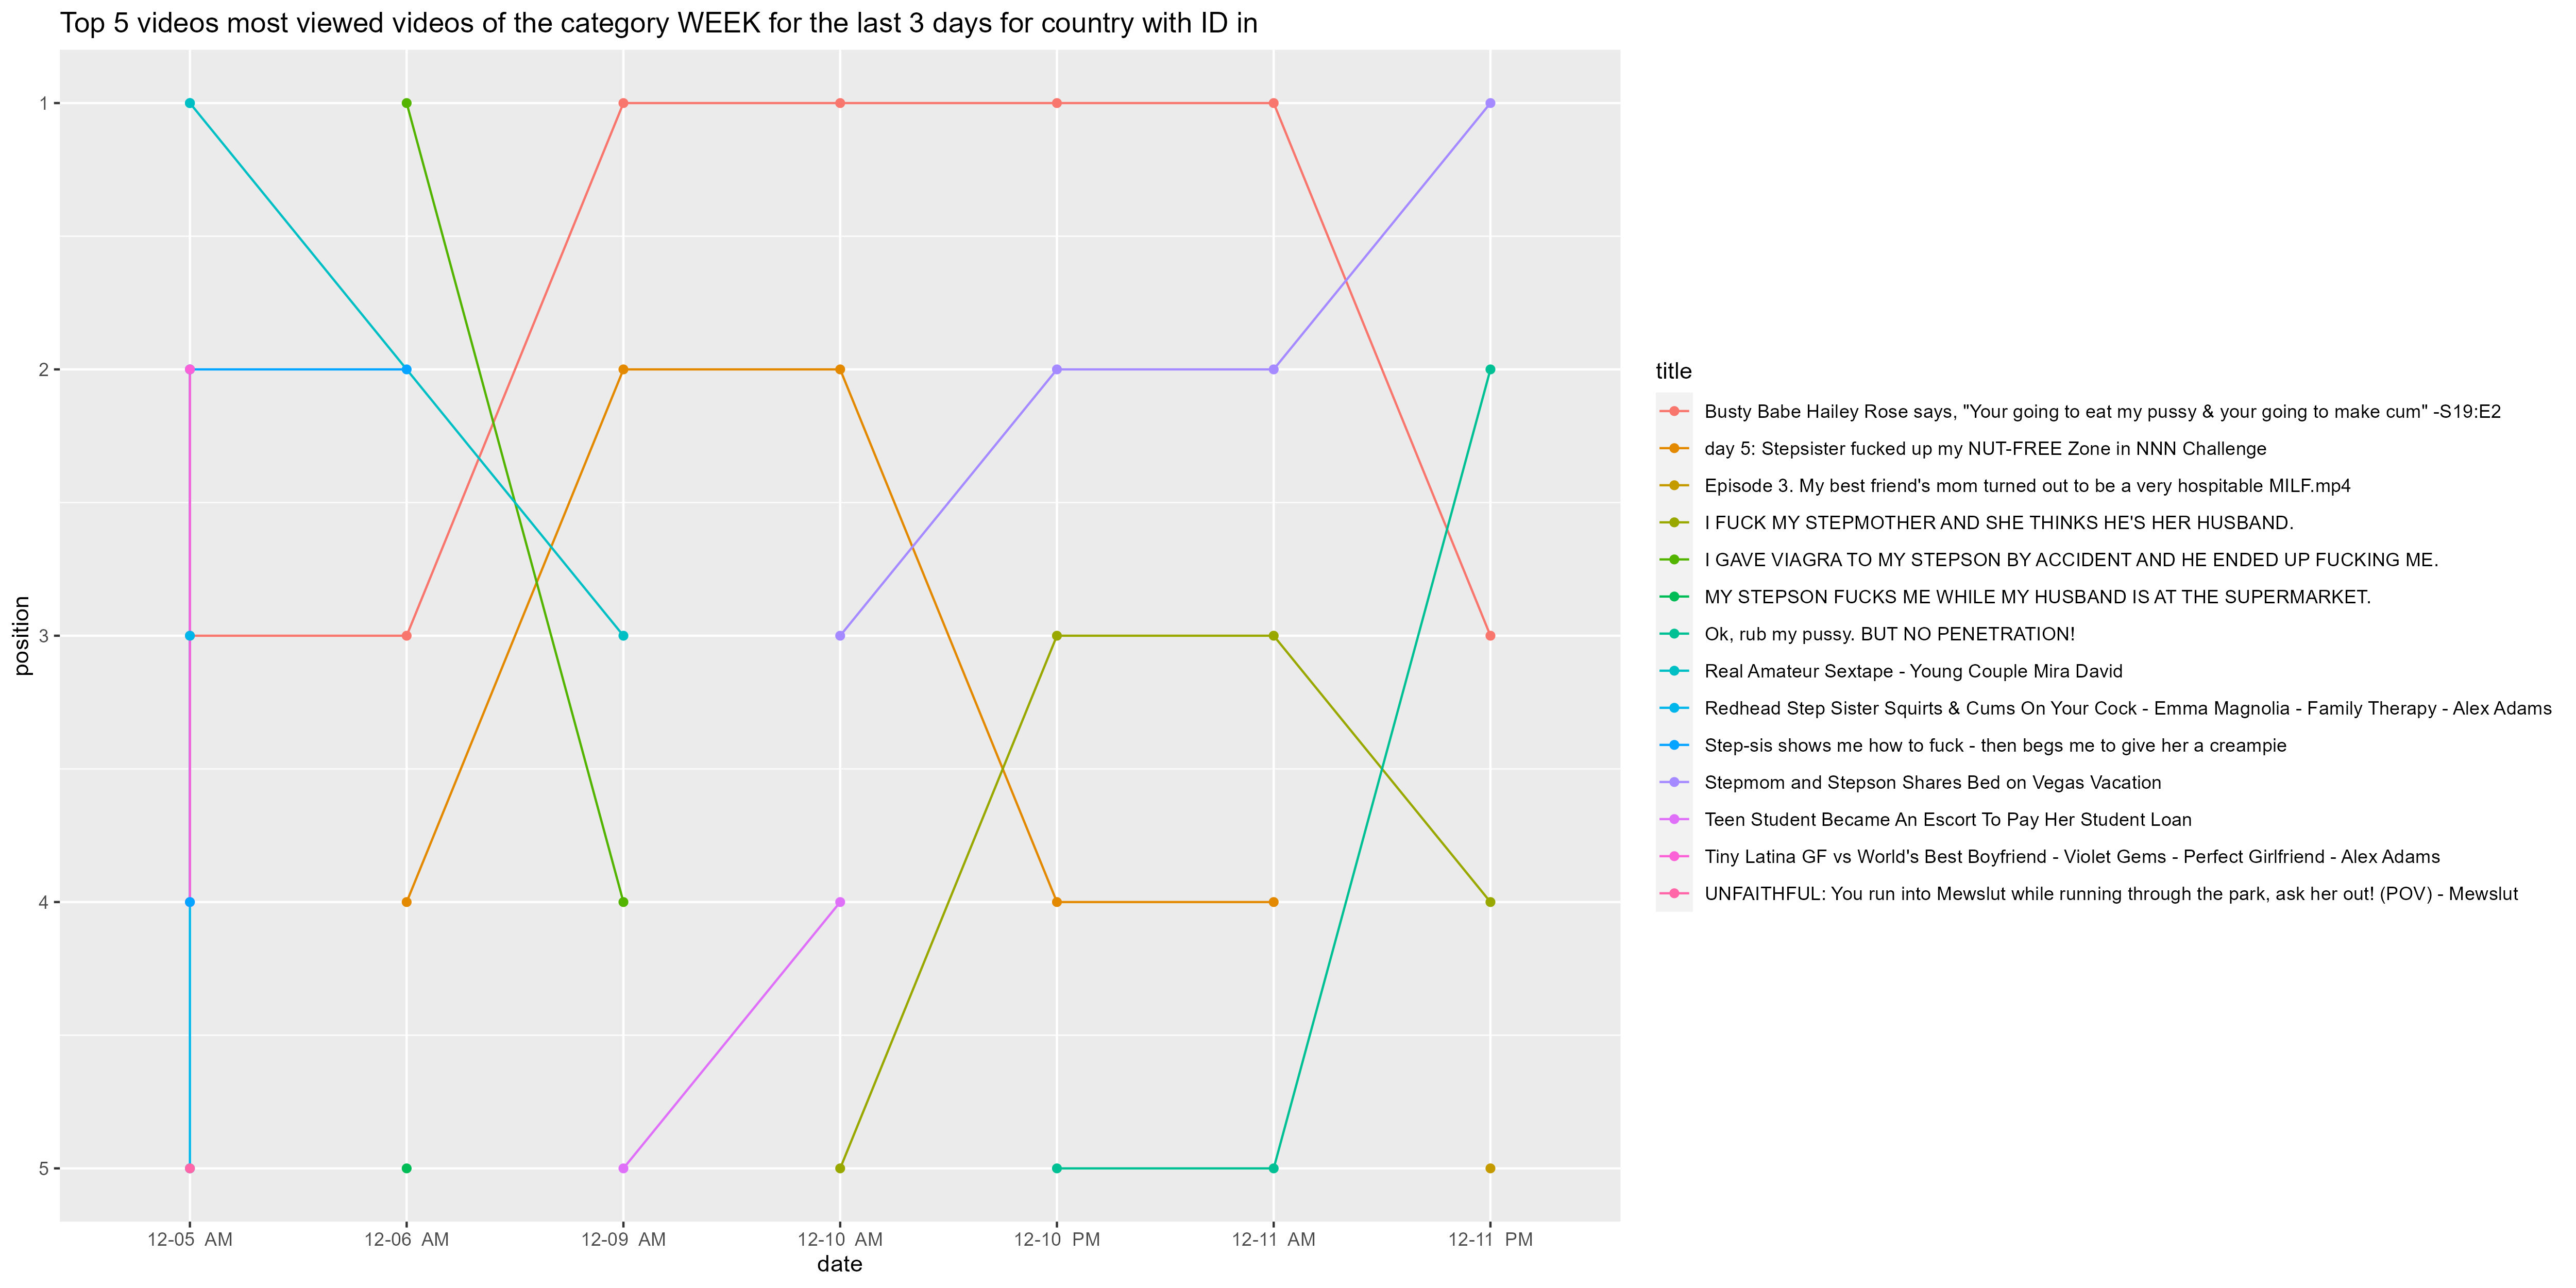 Top 5 videos most viewed videos of the category WEEK for the last 3 days for country with ID in
1
2
3
4
5
position
12-05 AM
12-06 AM
12-09 AM
12-10 AM
12-10 PM
12-11 AM
12-11 PM
date
title
Busty Babe Hailey Rose says, "Your going to eat my pussy & your going to make cum" -S19:E2
day 5: Stepsister fucked up my NUT-FREE Zone in NNN Challenge
Episode 3. My best friend's mom turned out to be a very hospitable MILF.mp4
I FUCK MY STEPMOTHER AND SHE THINKS HE'S HER HUSBAND.
I GAVE VIAGRA TO MY STEPSON BY ACCIDENT AND HE ENDED UP FUCKING ME.
MY STEPSON FUCKS ME WHILE MY HUSBAND IS AT THE SUPERMARKET.
Ok, rub my pussy. BUT NO PENETRATION!
Real Amateur Sextape - Young Couple Mira David
Redhead Step Sister Squirts & Cums On Your Cock - Emma Magnolia - Family Therapy - Alex Adams
Step-sis shows me how to fuck - then begs me to give her a creampie
Stepmom and Stepson Shares Bed on Vegas Vacation
Teen Student Became An Escort To Pay Her Student Loan
Tiny Latina GF vs World's Best Boyfriend - Violet Gems - Perfect Girlfriend - Alex Adams
UNFAITHFUL: You run into Mewslut while running through the park, ask her out! (POV) - Mewslut